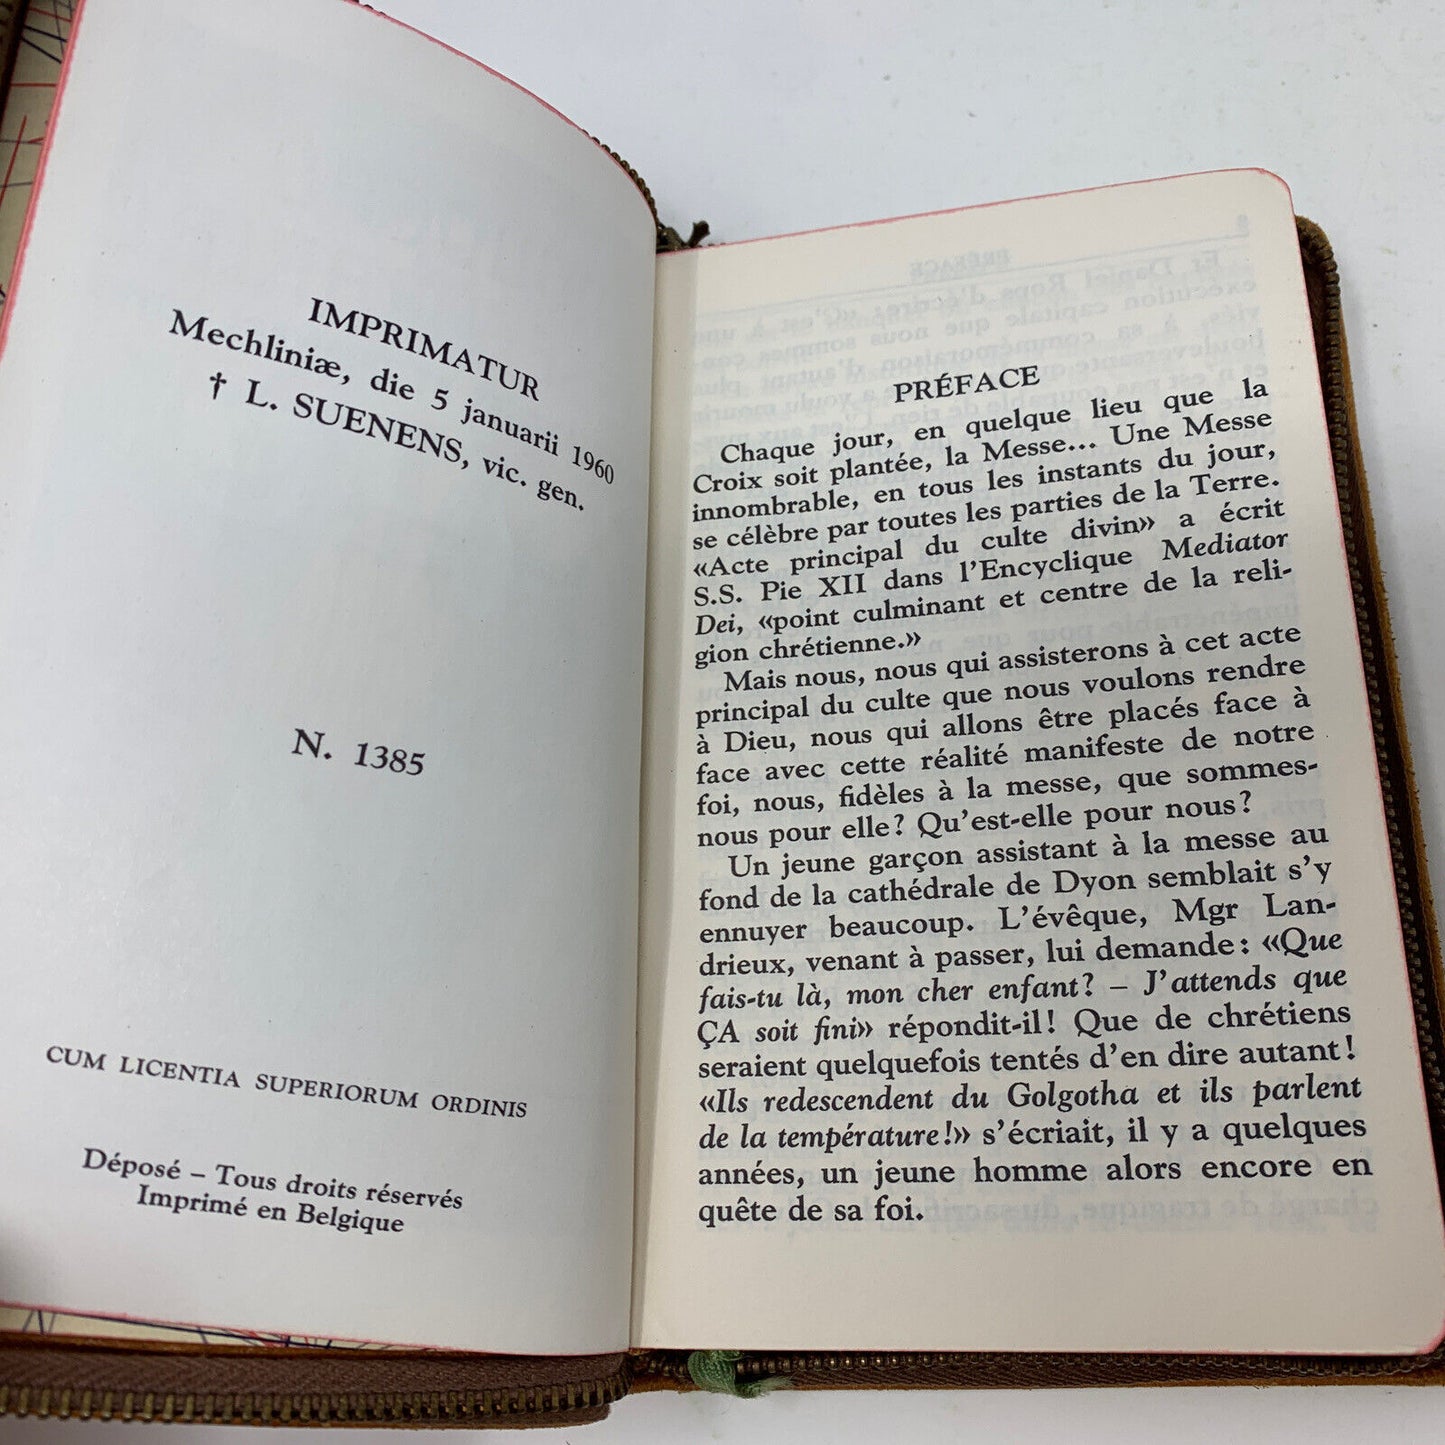 IMPRIMATUR
Mechliniæ, die 5 januarii 1960
† L. SUENENS, vic. gen.
N. 1385
CUM LICENTIA SUPERIORUM ORDINIS
Déposé – Tous droits réservés
Imprimé en Belgique
PRÉFACE
Chaque jour, en quelque lieu que la
Croix soit plantée, la Messe... Une Messe
innombrable, en tous les instants du jour,
se célèbre par toutes les parties de la Terre.
«Acte principal du culte divin» a écrit
S.S. Pie XII dans l'Encyclique Mediator
Dei, «point culminant et centre de la reli-
gion chrétienne.»
Mais nous, nous qui assisterons à cet acte
principal du culte que nous voulons rendre
à Dieu, nous qui allons être placés face à
face avec cette réalité manifeste de notre
foi, nous, fidèles à la messe, que sommes-
nous pour elle? Qu'est-elle pour nous?
Un jeune garçon assistant à la messe au
fond de la cathédrale de Dyon semblait s'y
ennuyer beaucoup. L'évêque, Mgr Lan-
drieux, venant à passer, lui demande: «Que
fais-tu là, mon cher enfant? – J'attends que
ÇA soit fini» répondit-il! Que de chrétiens
seraient quelquefois tentés d'en dire autant!
«Ils redescendent du Golgotha et ils parlent
de la température!» s'écriait, il y a quelques
années, un jeune homme alors encore en
quête de sa foi.